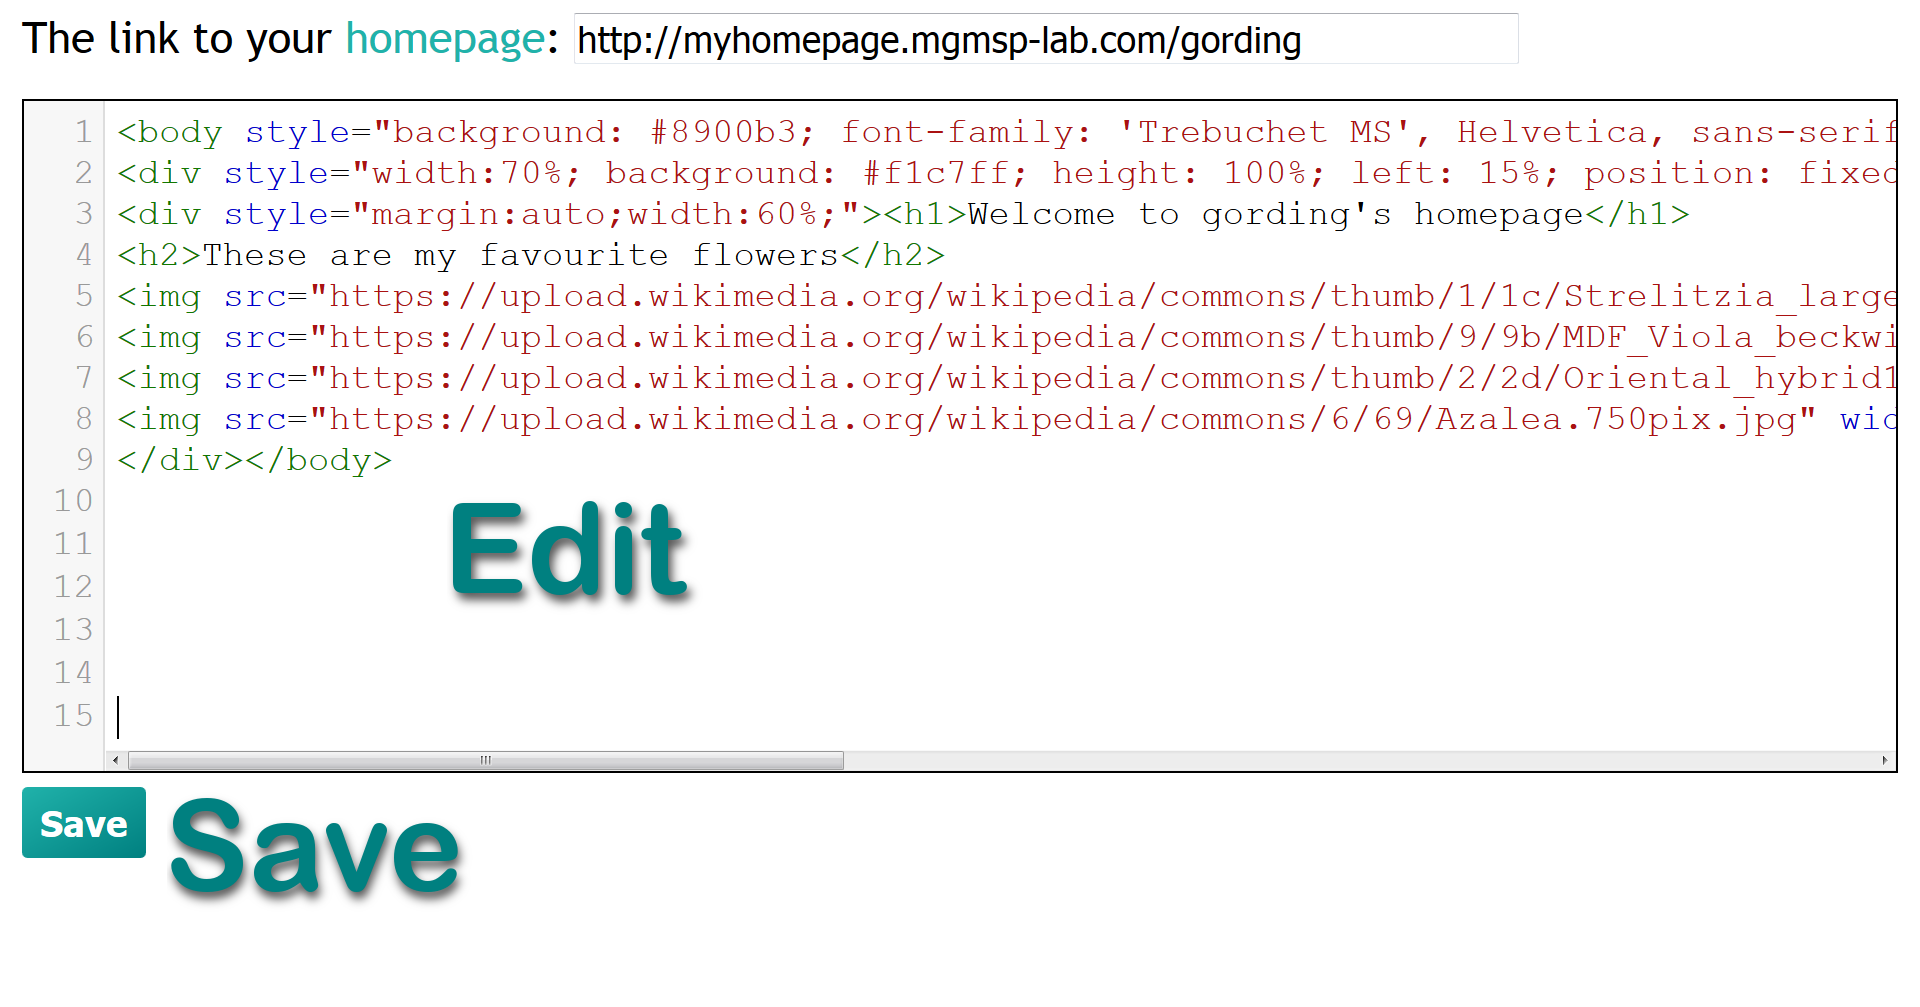 The link to your homepage: http://myhomepage.mgmsp-lab.com/gording
1 <body style="background: #8900b3; font-family: 'Trebuchet MS', Helvetica, sans-serif
2 <div style="width:70%; background: #f1c7ff; height: 100%; left: 15%; position: fixed
3 <div style="margin:auto;width:60%;"><h1>Welcome to gording's homepage</h1>
4 <h2>These are my favourite flowers</h2>
5 <img src="https://upload.wikimedia.org/wikipedia/commons/thumb/1/1c/Strelitzia_large
6 <img src="https://upload.wikimedia.org/wikipedia/commons/thumb/9/9b/MDF_Viola_beckwi
7 <img src="https://upload.wikimedia.org/wikipedia/commons/thumb/2/2d/Oriental_hybrid1
8 <img src="https://upload.wikimedia.org/wikipedia/commons/6/69/Azalea.750pix.jpg" wid
9 </div></body>
10
Edit
11
12
13
14
15
Save Save